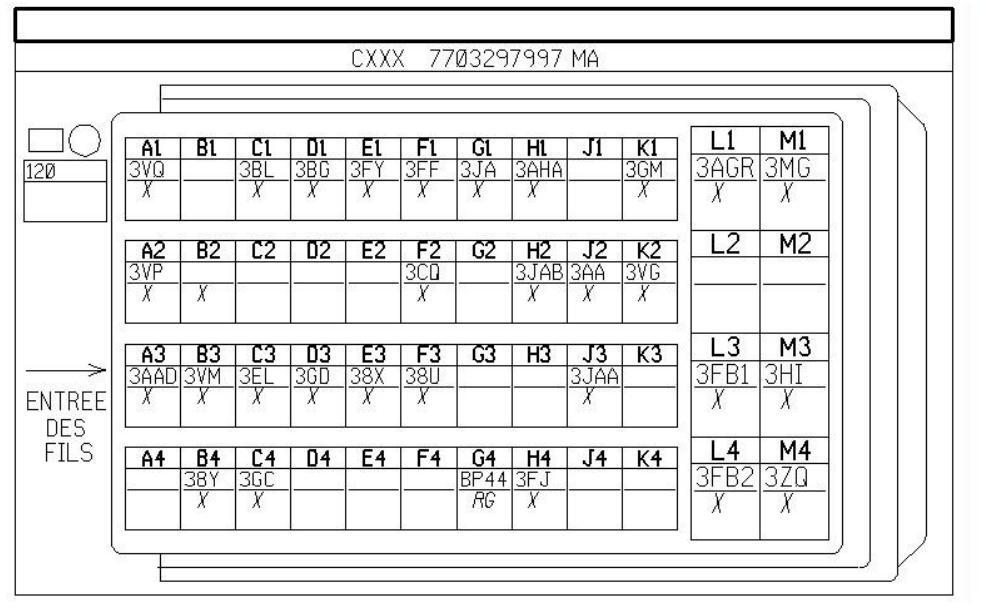 CXXX 7703297997 MA
120
A1 B1 C1 D1 E1 F1 G1 H1 J1 K1 L1 M1
3VQ 3BL 3BG 3FY 3FF 3JA 3AHA 3GM 3AGR 3MG
X X X X X X X X X X
A2 B2 C2 D2 E2 F2 G2 H2 J2 K2 L2 M2
3VP 3CQ 3JAB 3AA 3VG
X X X X X X
A3 B3 C3 D3 E3 F3 G3 H3 J3 K3 L3 M3
3AAD 3VM 3EL 3GD 38X 38U 3JAA 3FB1 3HI
X X X X X X X X X
ENTREE
DES
FILS
A4 B4 C4 D4 E4 F4 G4 H4 J4 K4 L4 M4
38Y 3GC BP44 3FJ 3FB2 3ZQ
X X RG X X X